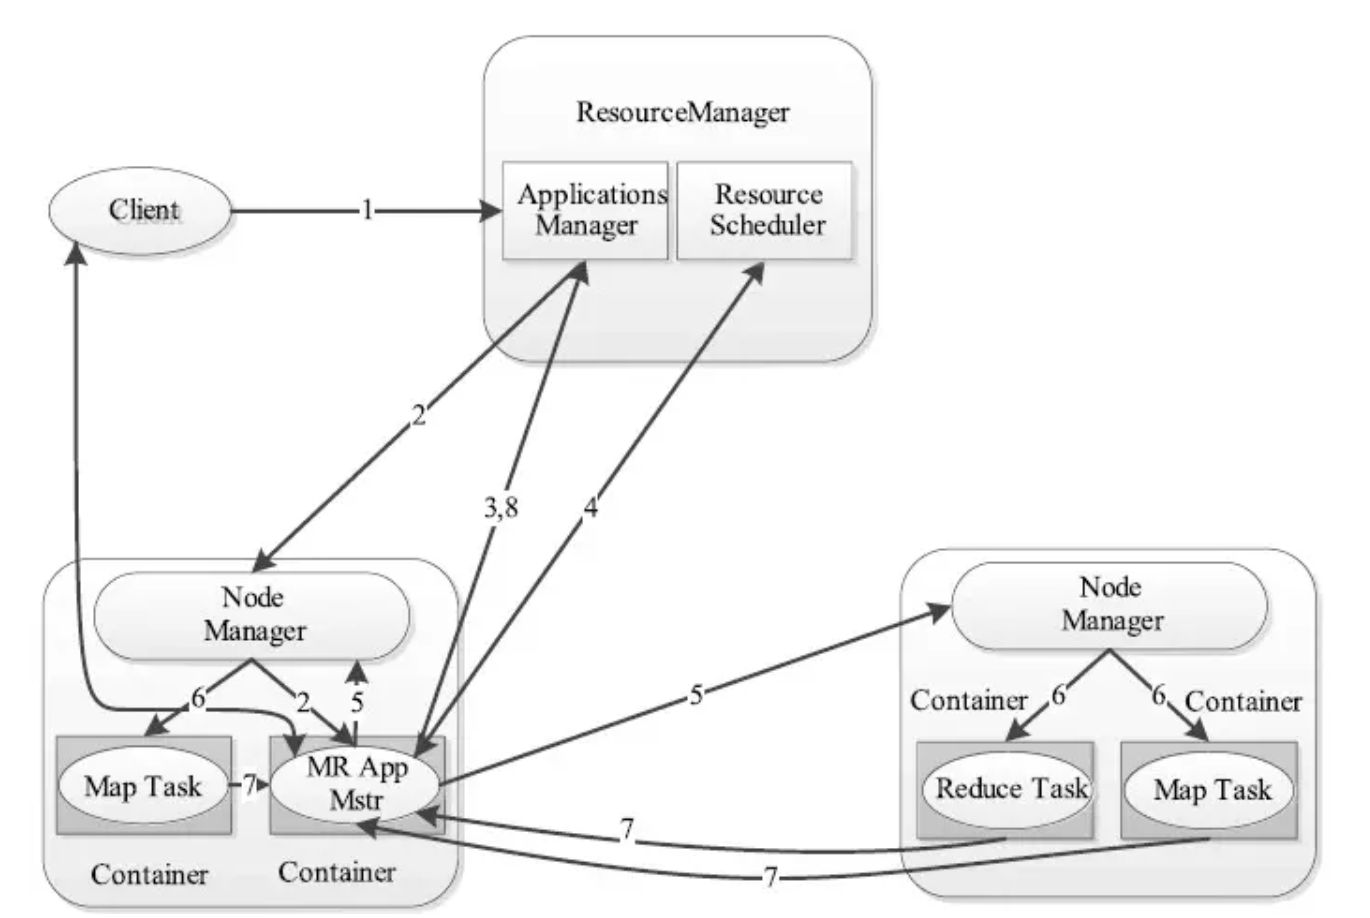 ResourceManager
Applications
Manager
Resource
Scheduler
Client
1
2
3,8
4
Node
Manager
6
2
5
Map Task
7
MR App
Mstr
Container
Container
5
Node
Manager
Container
6
6
Container
Reduce Task
Map Task
7
7